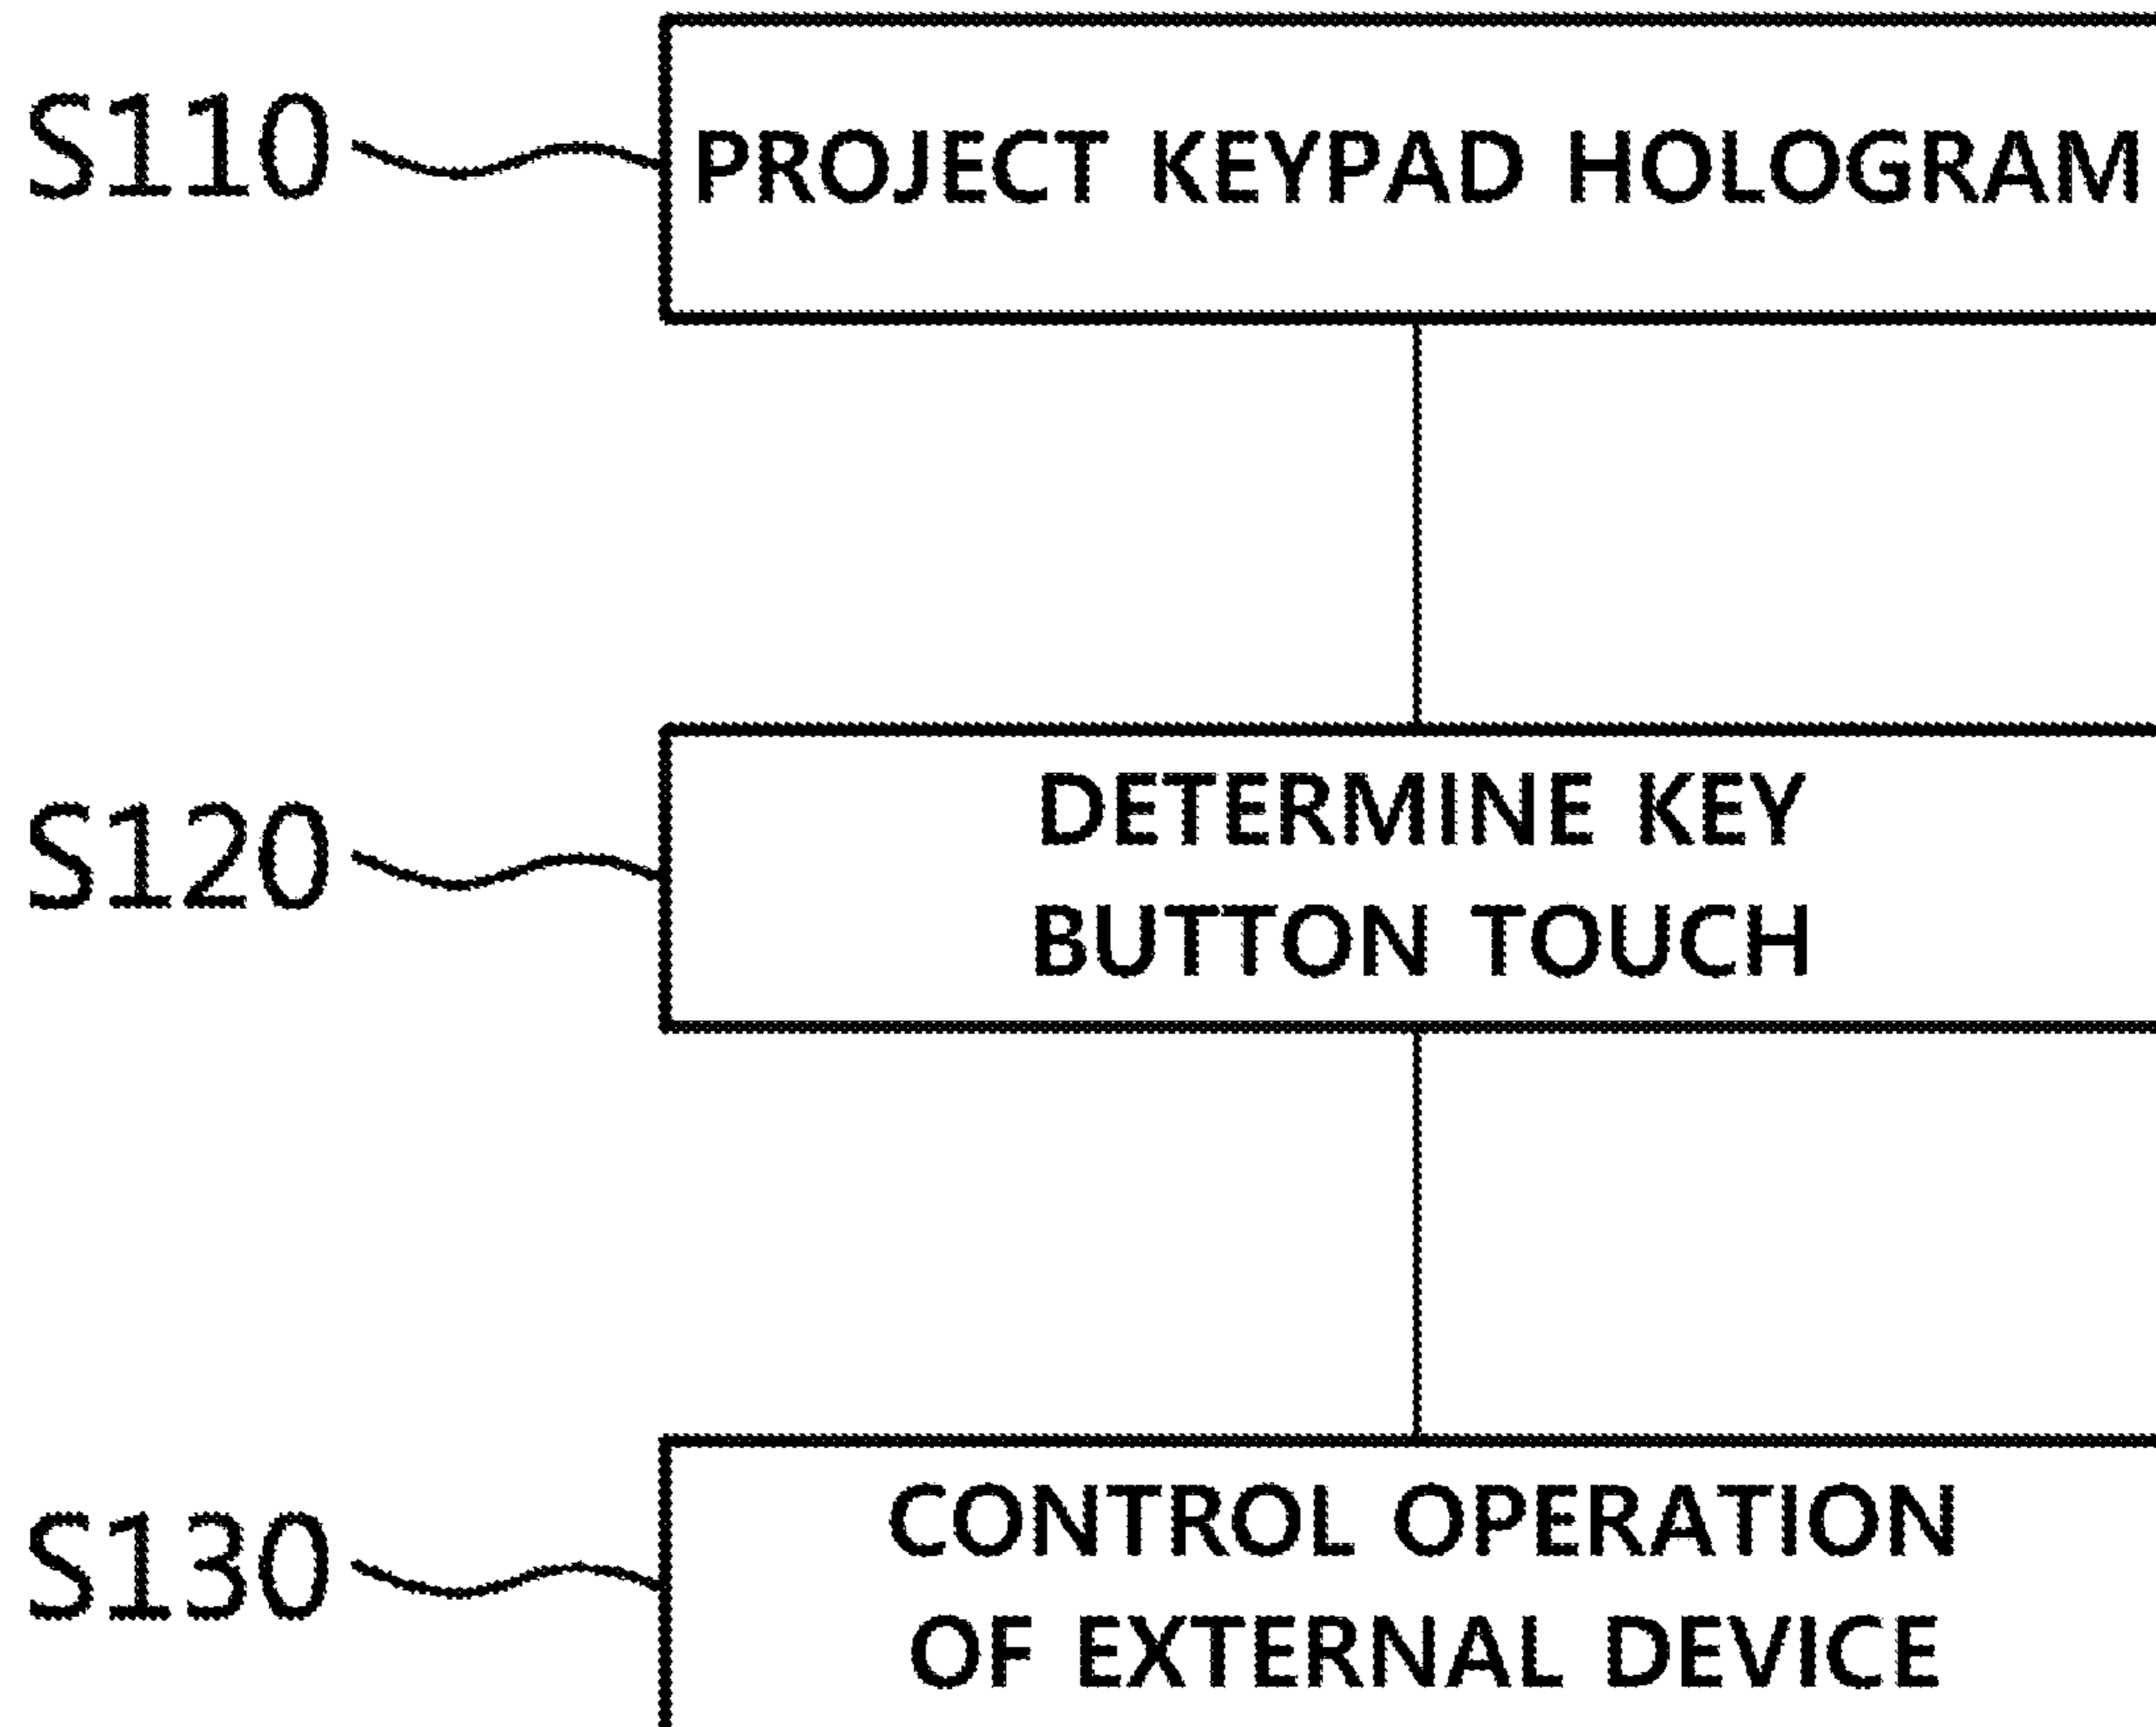 S110 PROJECT KEYPAD HOLOGRAM
S120 DETERMINE KEY
BUTTON TOUCH
S130 CONTROL OPERATION
OF EXTERNAL DEVICE